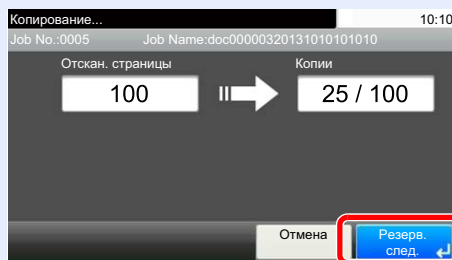 Копирование... 10:10
Job No.:0005 Job Name:doc00000320131010101010
Отскан. страницы Копии
100 25 / 100
Отмена Резерв.
след.